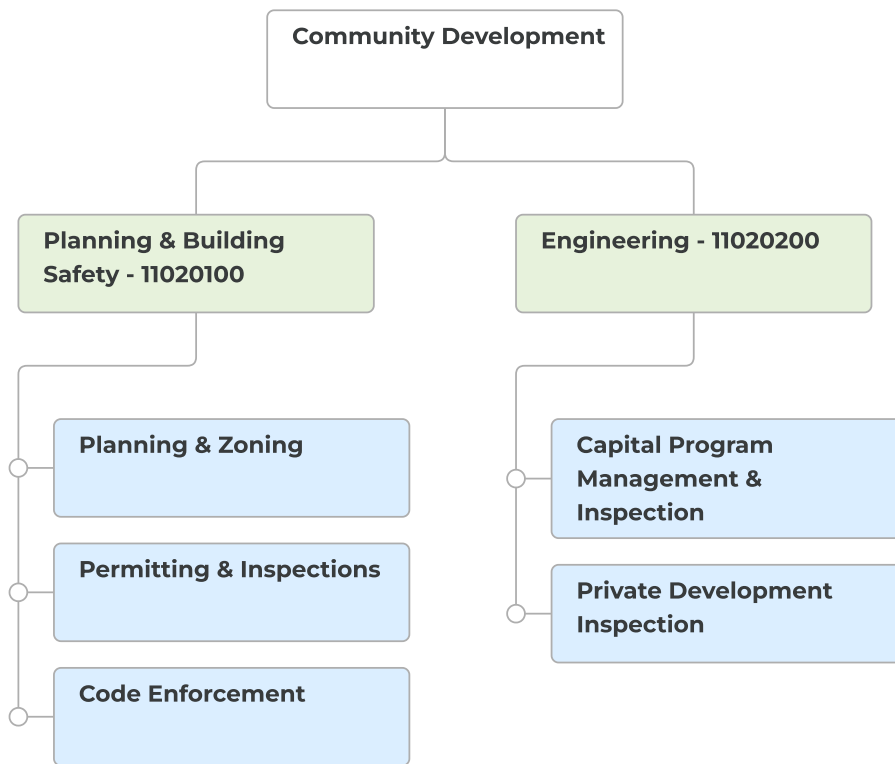 Community Development
Planning & Building
Safety - 11020100
Engineering - 11020200
Planning & Zoning
Permitting & Inspections
Code Enforcement
Capital Program
Management &
Inspection
Private Development
Inspection